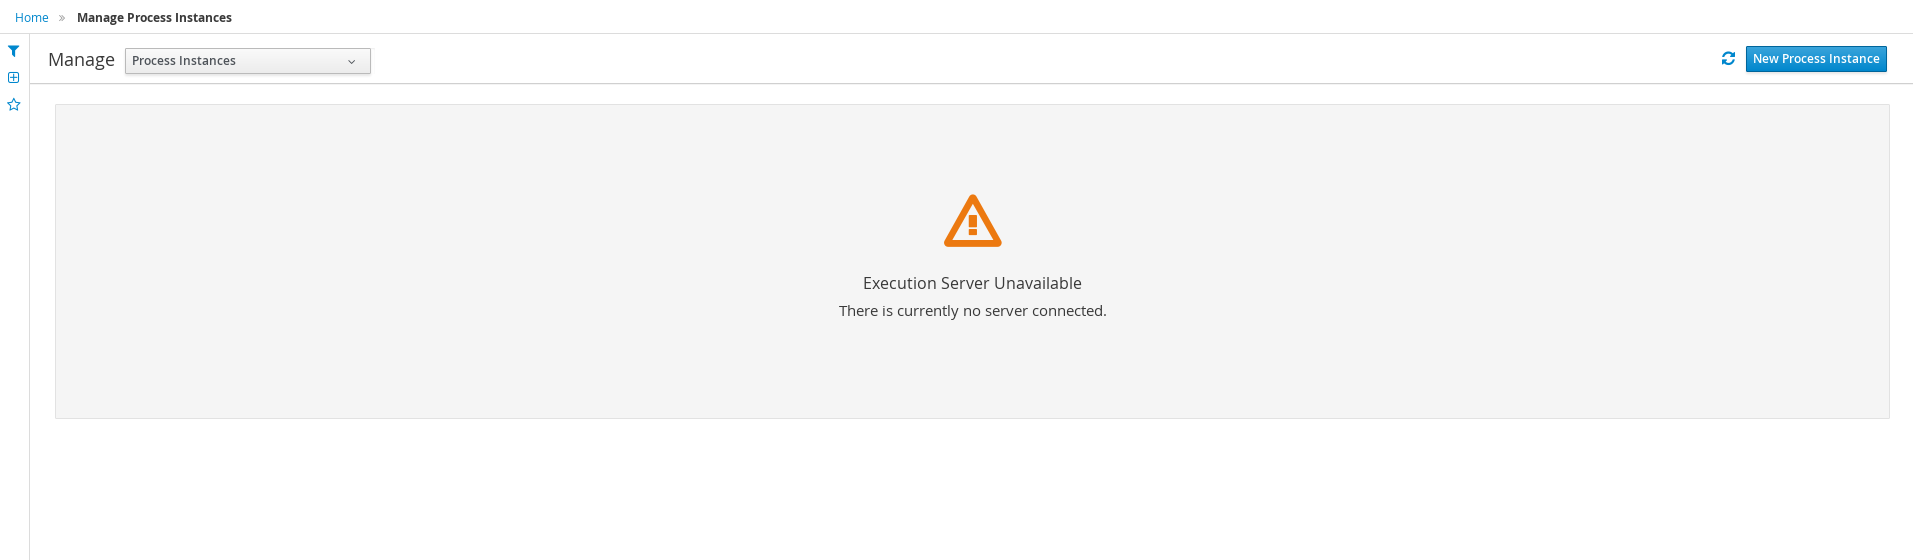 Home » Manage Process Instances
Manage Process Instances New Process Instance
Execution Server Unavailable
There is currently no server connected.